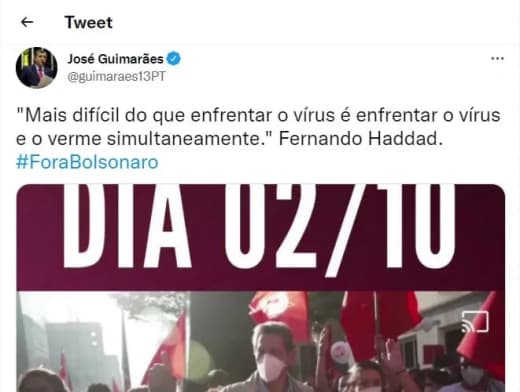 Tweet
José Guimarães
@guimaraes13PT
"Mais difícil do que enfrentar o vírus é enfrentar o vírus
e o verme simultaneamente." Fernando Haddad.
#ForaBolsonaro
DIA 02/10